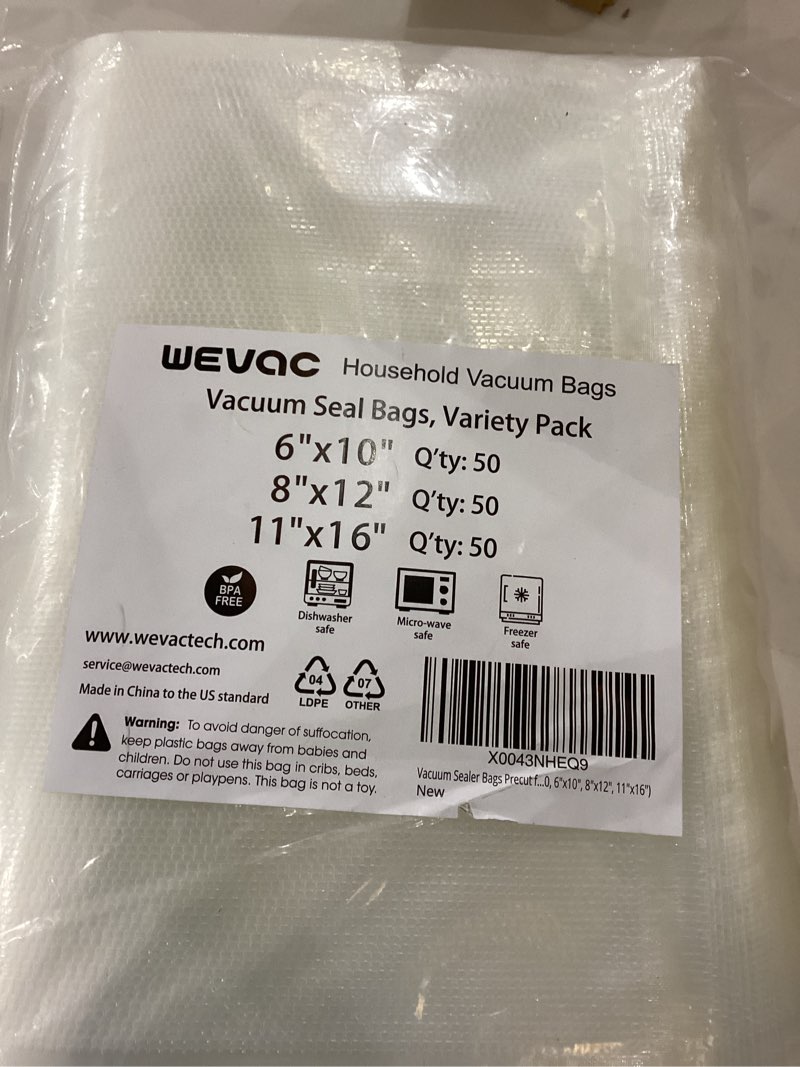 WEVAC Household Vacuum Bags
Vacuum Seal Bags, Variety Pack
6"x10" Q'ty: 50
8"x12" Q'ty: 50
11"x16" Q'ty: 50
BPA
FREE
Dishwasher
safe
Micro-wave
safe
Freezer
safe
www.wevactech.com
service@wevactech.com
Made in China to the US standard
04
LDPE
07
OTHER
Warning: To avoid danger of suffocation,
keep plastic bags away from babies and
children. Do not use this bag in cribs, beds,
carriages or playpens. This bag is not a toy.
X0043NHEQ9
Vacuum Sealer Bags Precut f...0, 6"x10", 8"x12", 11"x16")
New